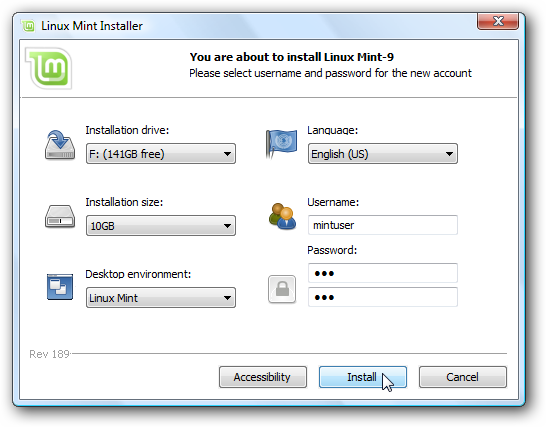 Linux Mint Installer
You are about to install Linux Mint-9
Please select username and password for the new account
Installation drive:
F: (141GB free)
Language:
English (US)
Installation size:
10GB
Username:
mintuser
Password:
●●●
●●●
Desktop environment:
Linux Mint
Rev 189
Accessibility
Install
Cancel